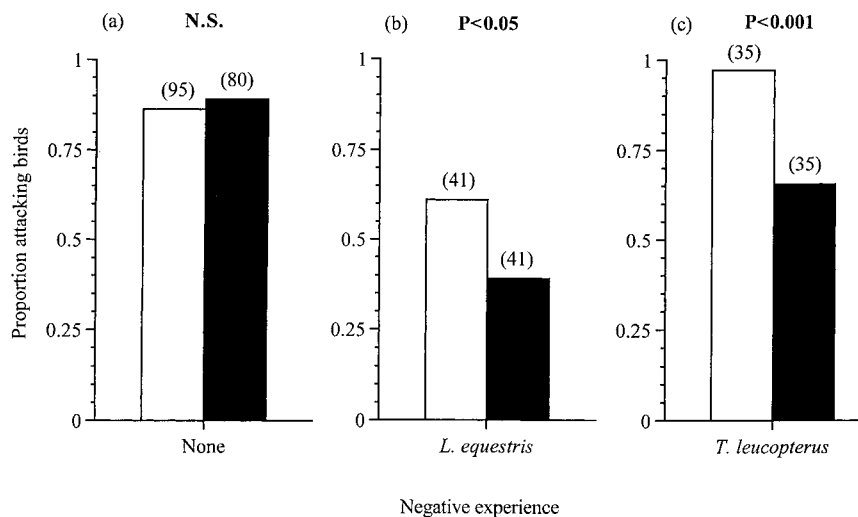 (a) N.S.
(b) P<0.05
(c) P<0.001
Proportion attacking birds
1
0.75
0.5
0.25
0
(95)
(80)
None
1
0.75
0.5
0.25
0
(41)
(41)
L. equestris
1
0.75
0.5
0.25
0
(35)
(35)
T. leucopterus
Negative experience